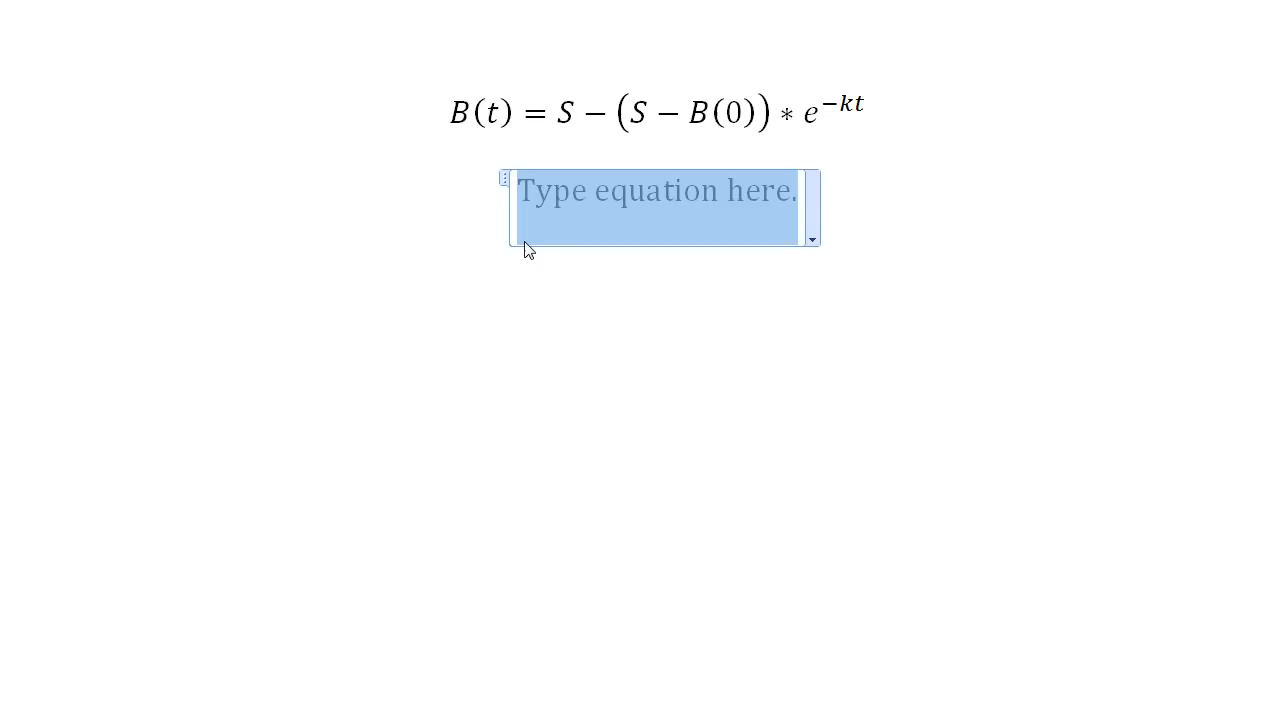 B(t) = S − (S − B(0)) ∗ e^{−kt}
Type equation here.